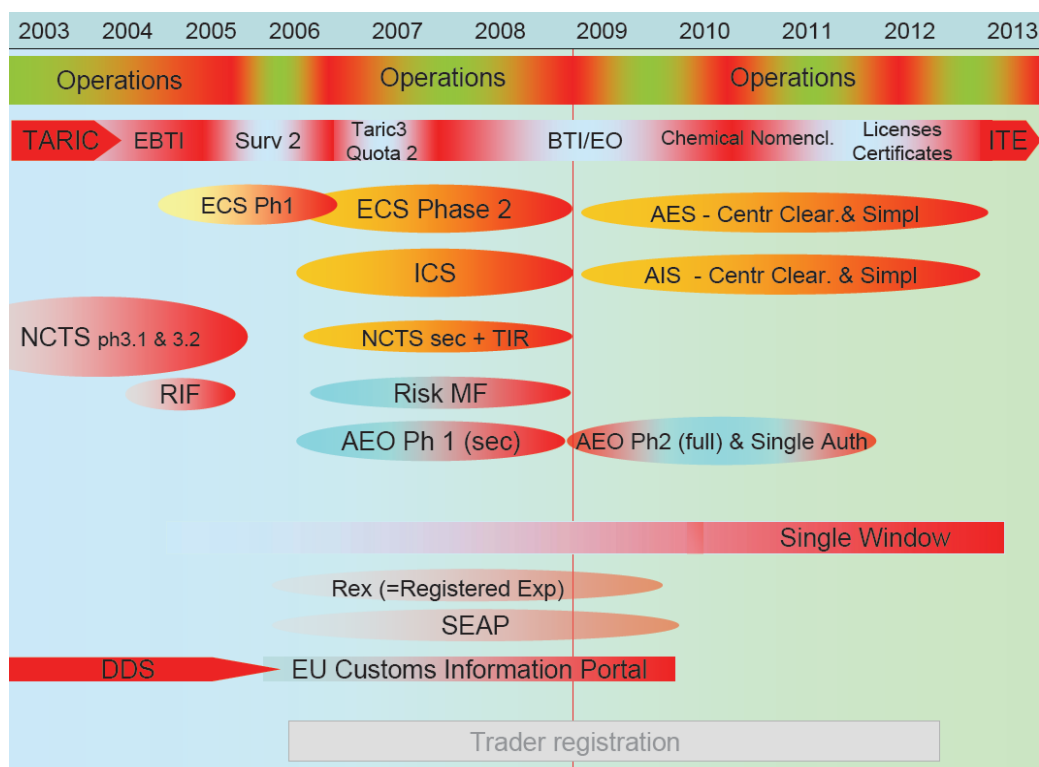 2003 2004 2005 2006 2007 2008 2009 2010 2011 2012 2013
Operations Operations Operations
TARIC EBTI Surv 2 Taric3 Quota 2 BTI/EO Chemical Nomencl. Licenses Certificates ITE
ECS Ph1 ECS Phase 2 AES - Centr Clear.& Simpl
ICS AIS - Centr Clear. & Simpl
NCTS ph3.1 & 3.2 NCTS sec + TIR
RIF Risk MF
AEO Ph 1 (sec) AEO Ph2 (full) & Single Auth
Single Window
Rex (=Registered Exp)
SEAP
DDS EU Customs Information Portal
Trader registration